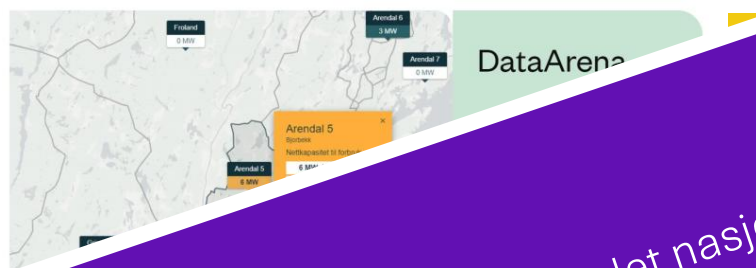 Froland
0 MW
Arendal 6
3 MW
Arendal 7
0 MW
DataArena
Arendal 5
Bjorbekk
Nettkapasitet til
6 MW
Arendal 5
6 MW